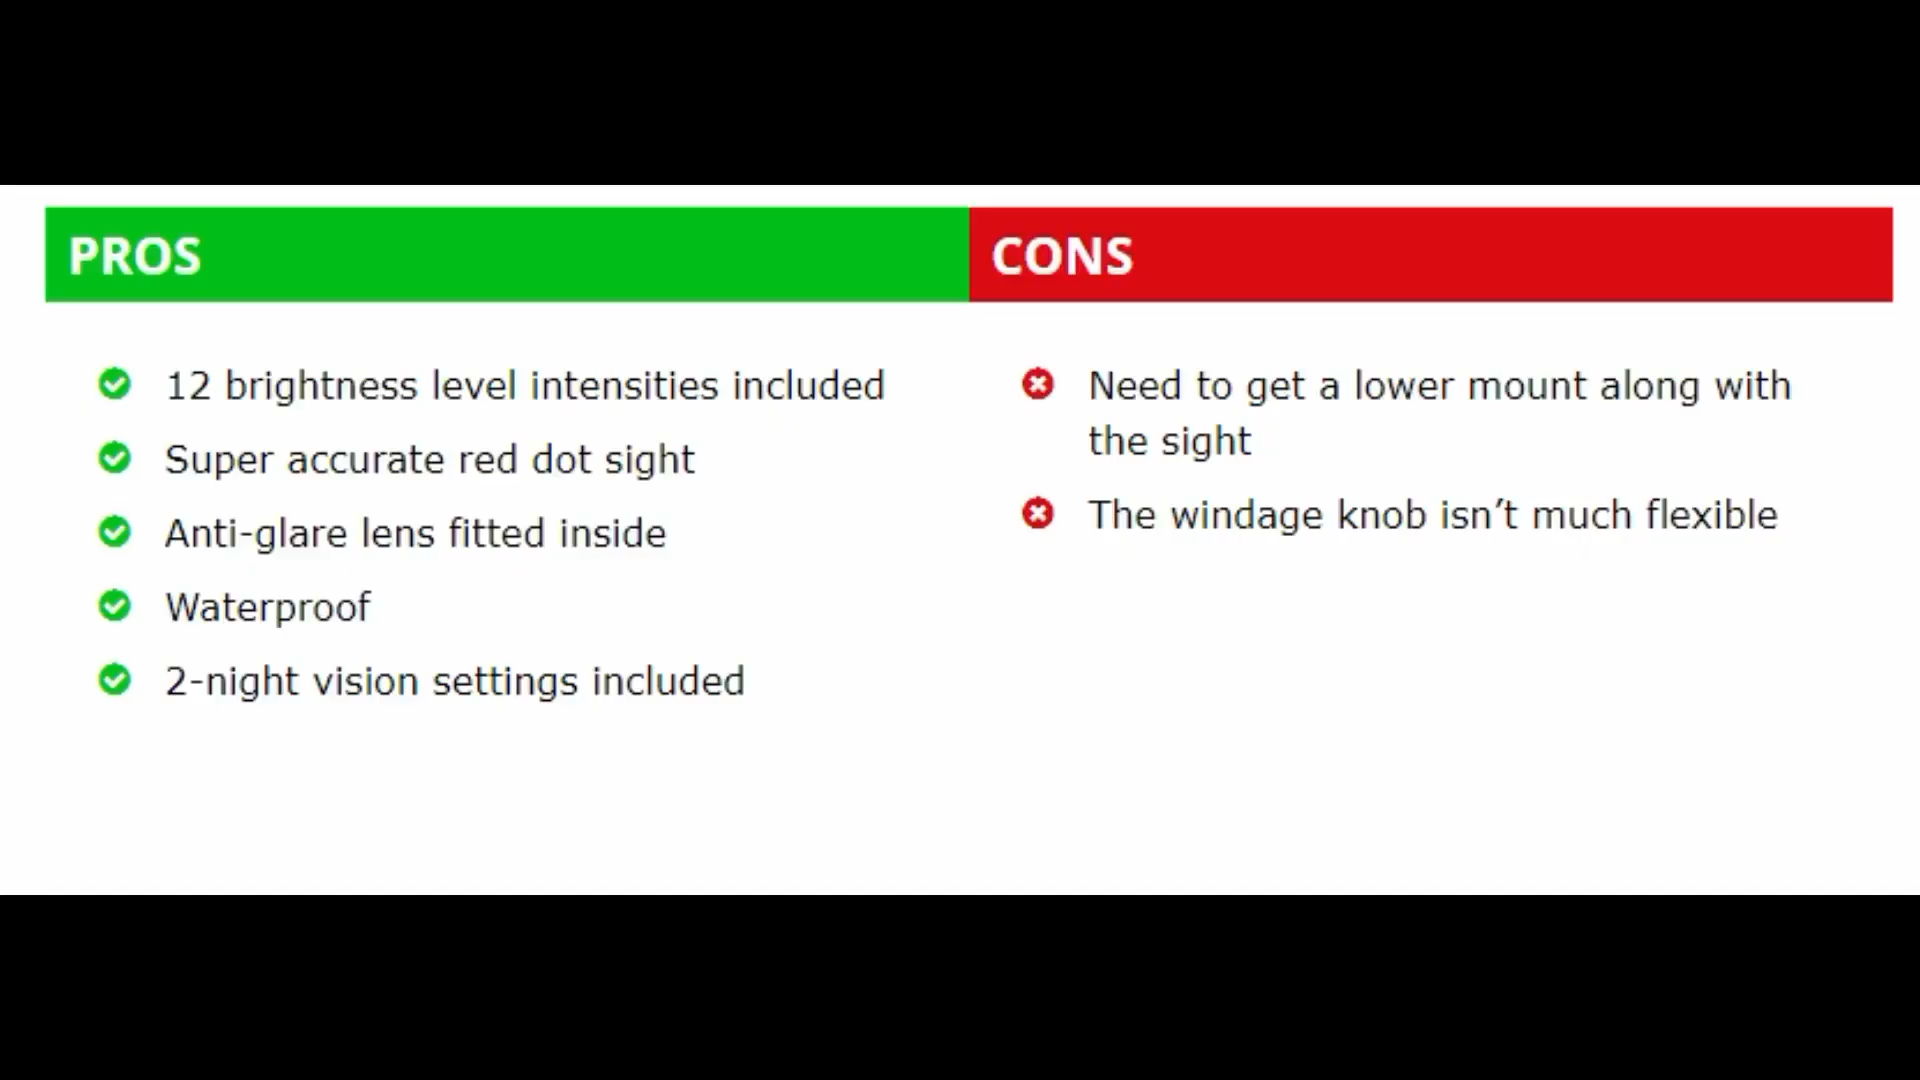 PROS
12 brightness level intensities included
Super accurate red dot sight
Anti-glare lens fitted inside
Waterproof
2-night vision settings included
CONS
Need to get a lower mount along with
the sight
The windage knob isn’t much flexible